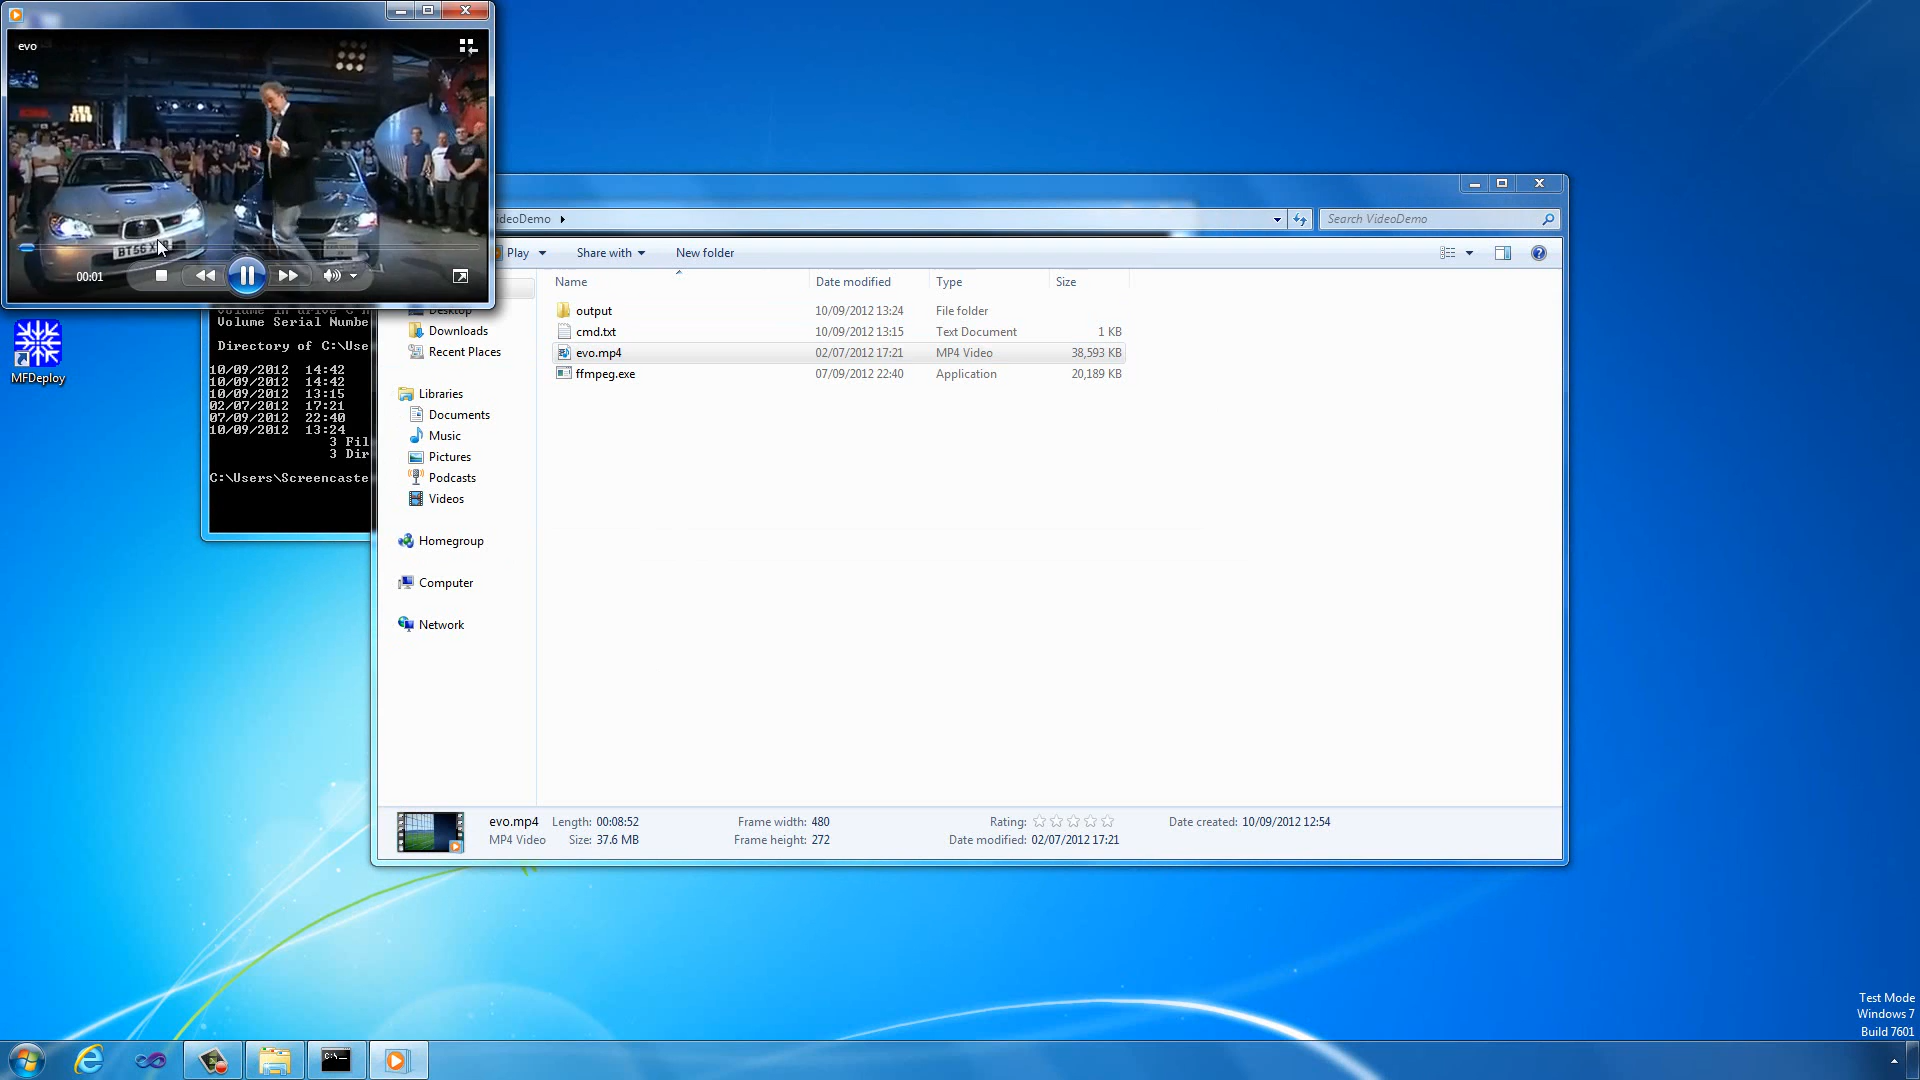 evo
00:01
MFDeploy
Volume Serial Numbe
Directory of C:\Use
10/09/2012 14:42
10/09/2012 14:42
10/09/2012 13:15
02/07/2012 17:21
07/09/2012 22:40
10/09/2012 13:24
3 Fil
3 Dir
C:\Users\Screencaste
ideoDemo
Search VideoDemo
Play Share with New folder
Name Date modified Type Size
output 10/09/2012 13:24 File folder
cmd.txt 10/09/2012 13:15 Text Document 1 KB
evo.mp4 02/07/2012 17:21 MP4 Video 38,593 KB
ffmpeg.exe 07/09/2012 22:40 Application 20,189 KB
Desktop
Downloads
Recent Places
Libraries
Documents
Music
Pictures
Podcasts
Videos
Homegroup
Computer
Network
evo.mp4 Length: 00:08:52 Frame width: 480 Rating: Date created: 10/09/2012 12:54
MP4 Video Size: 37.6 MB Frame height: 272 Date modified: 02/07/2012 17:21
Test Mode
Windows 7
Build 7601
C:\_